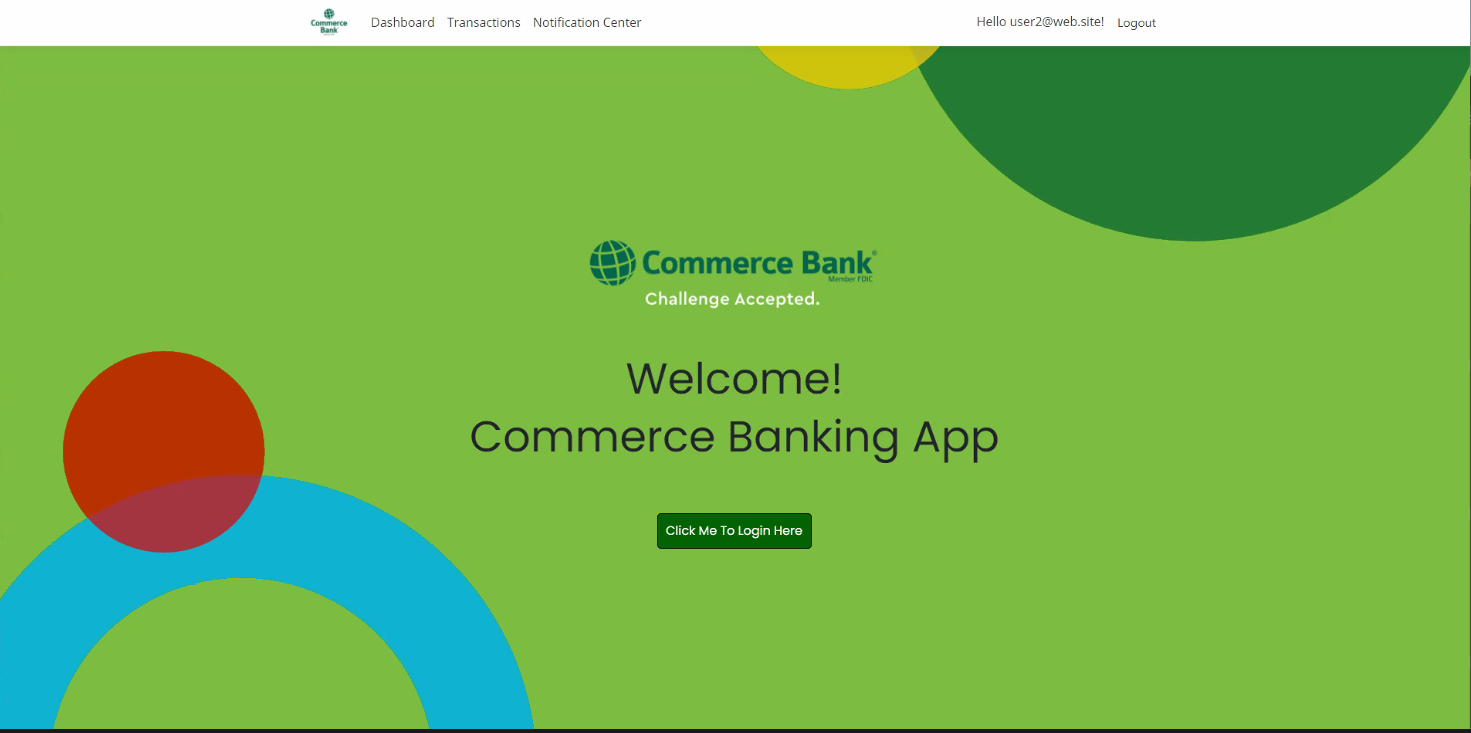 Commerce
Bank
Dashboard Transactions Notification Center Hello user2@web.site! Logout
Commerce Bank®
Member FDIC
Challenge Accepted.
Welcome!
Commerce Banking App
Click Me To Login Here